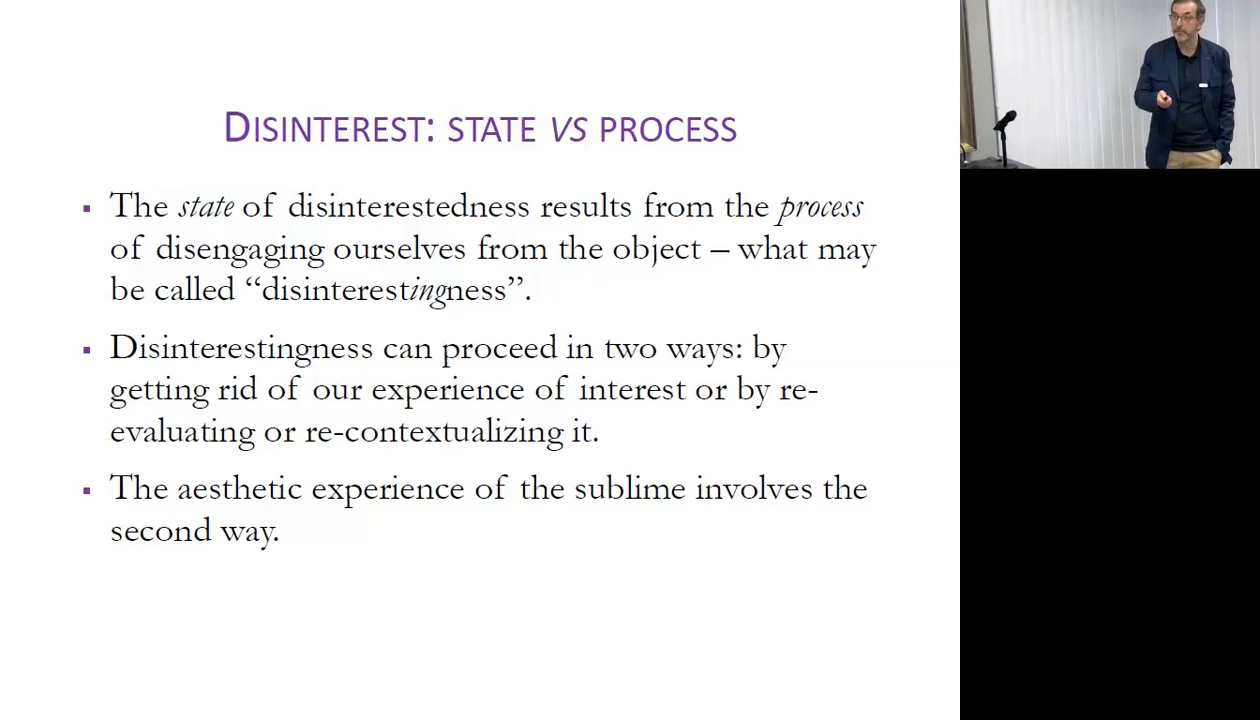 DISINTEREST: STATE VS PROCESS
The state of disinterestedness results from the process
of disengaging ourselves from the object – what may
be called “disinterestingness”.
Disinterestingness can proceed in two ways: by
getting rid of our experience of interest or by re-
evaluating or re-contextualizing it.
The aesthetic experience of the sublime involves the
second way.